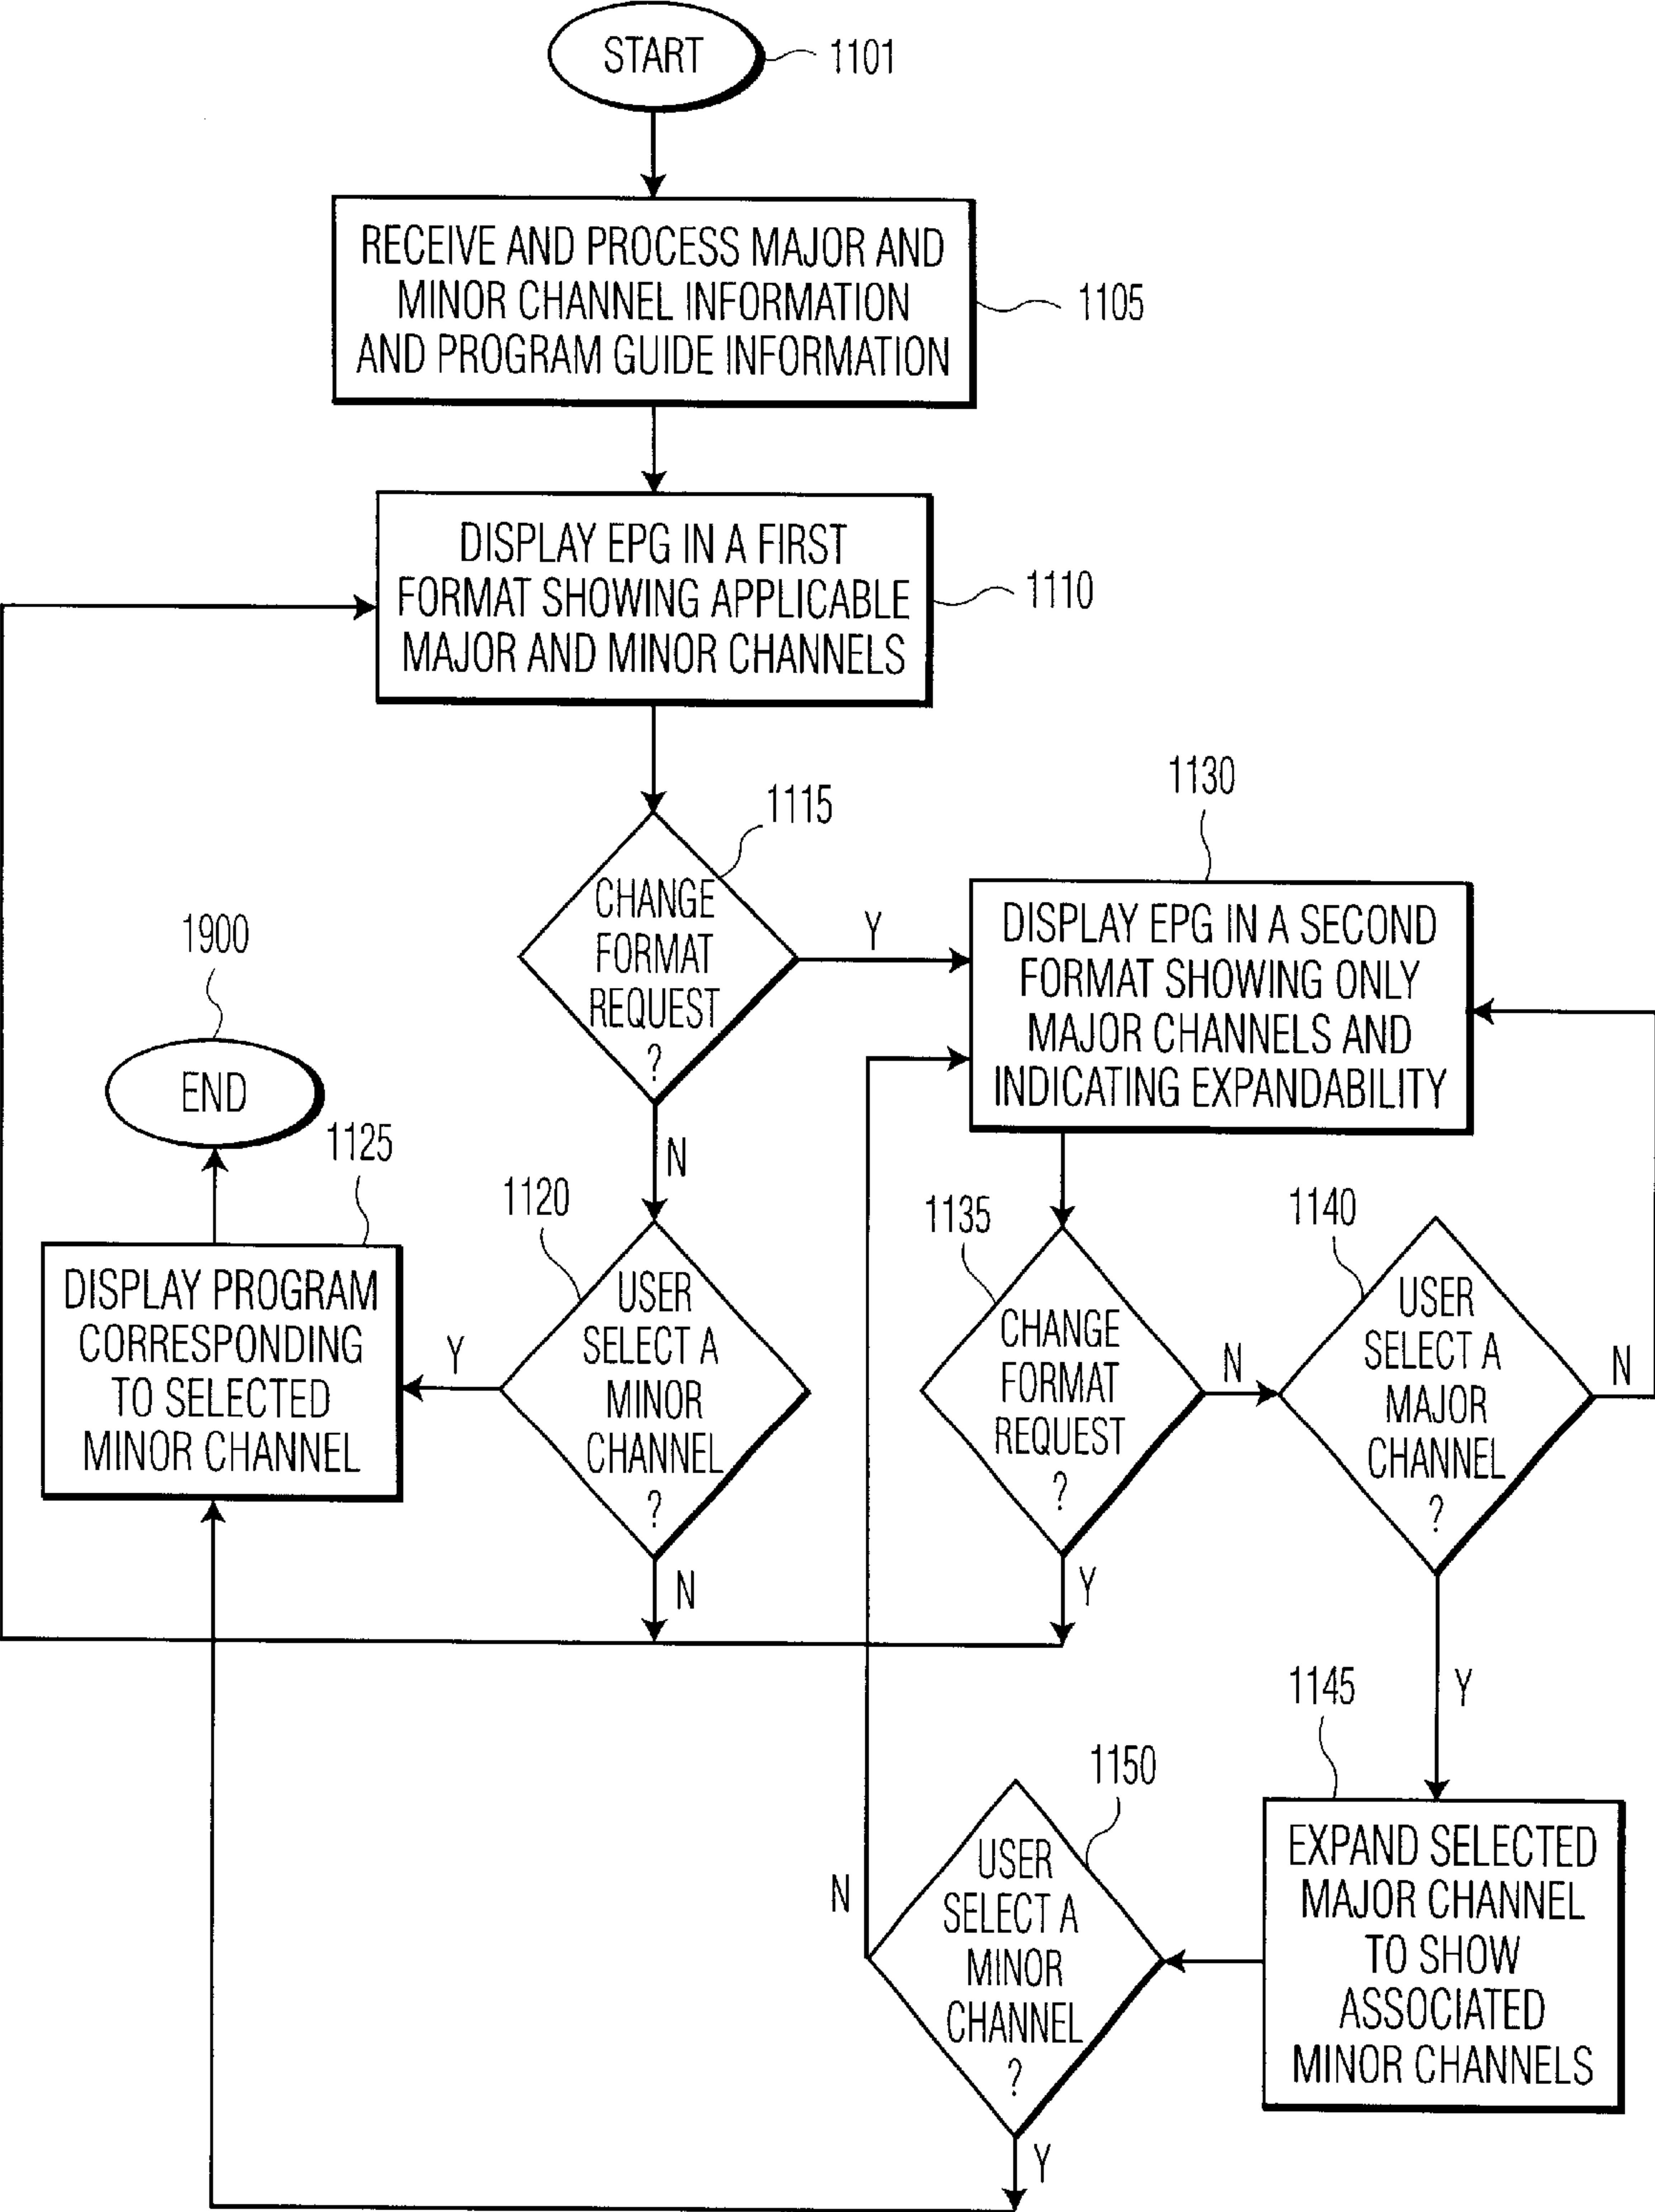 START
1101
RECEIVE AND PROCESS MAJOR AND
MINOR CHANNEL INFORMATION
AND PROGRAM GUIDE INFORMATION
1105
DISPLAY EPG IN A FIRST
FORMAT SHOWING APPLICABLE
MAJOR AND MINOR CHANNELS
1110
1115
CHANGE
FORMAT
REQUEST
?
Y
N
1130
DISPLAY EPG IN A SECOND
FORMAT SHOWING ONLY
MAJOR CHANNELS AND
INDICATING EXPANDABILITY
1900
END
1125
DISPLAY PROGRAM
CORRESPONDING
TO SELECTED
MINOR CHANNEL
1120
USER
SELECT A
MINOR
CHANNEL
?
Y
N
1135
CHANGE
FORMAT
REQUEST
?
N
Y
1140
USER
SELECT A
MAJOR
CHANNEL
?
N
Y
1145
EXPAND SELECTED
MAJOR CHANNEL
TO SHOW
ASSOCIATED
MINOR CHANNELS
1150
USER
SELECT A
MINOR
CHANNEL
?
N
Y